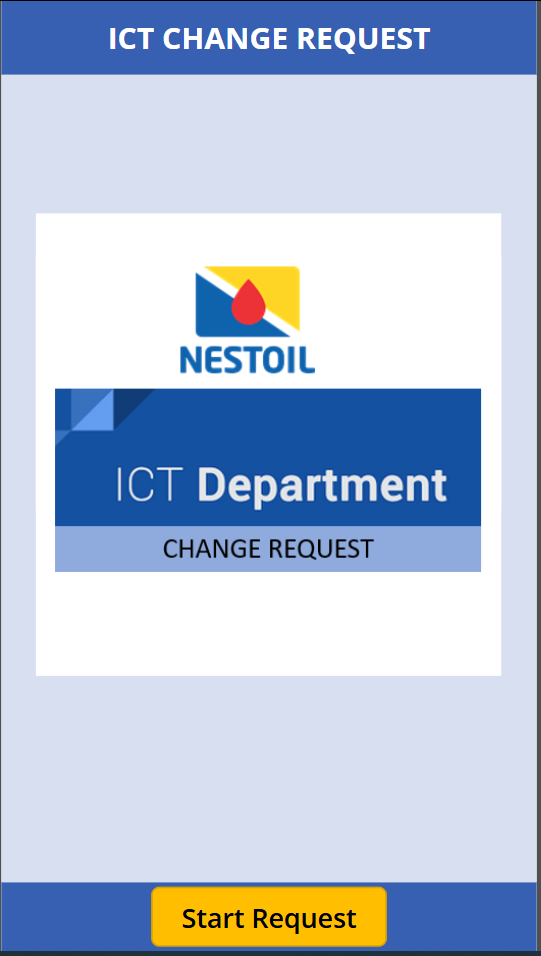 ICT CHANGE REQUEST
NESTOIL
ICT Department
CHANGE REQUEST
Start Request